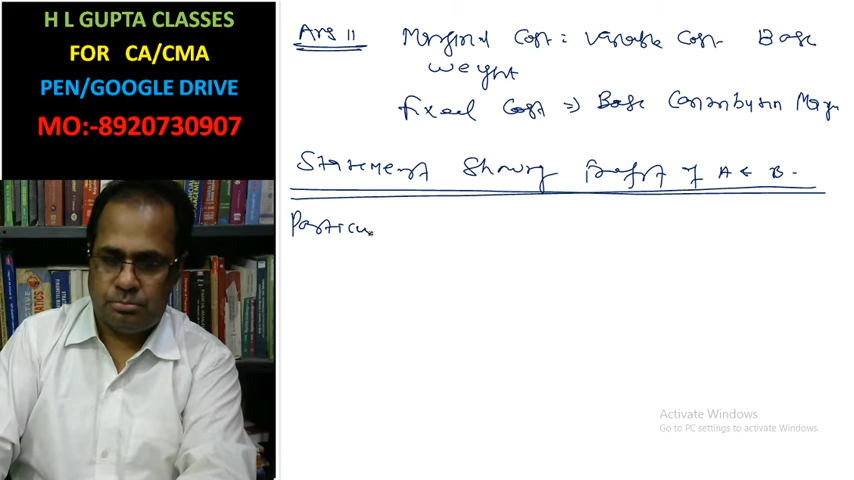 H L GUPTA CLASSES
FOR CA/CMA
PEN/GOOGLE DRIVE
MO:-8920730907
Ans 11 Marginal Cost = Variable Cost Base
weight
fixed Cost ⇒ Base Contribution Margin
Statement Showing Profit of A & B.
Particu
Activate Windows
Go to PC settings to activate Windows.